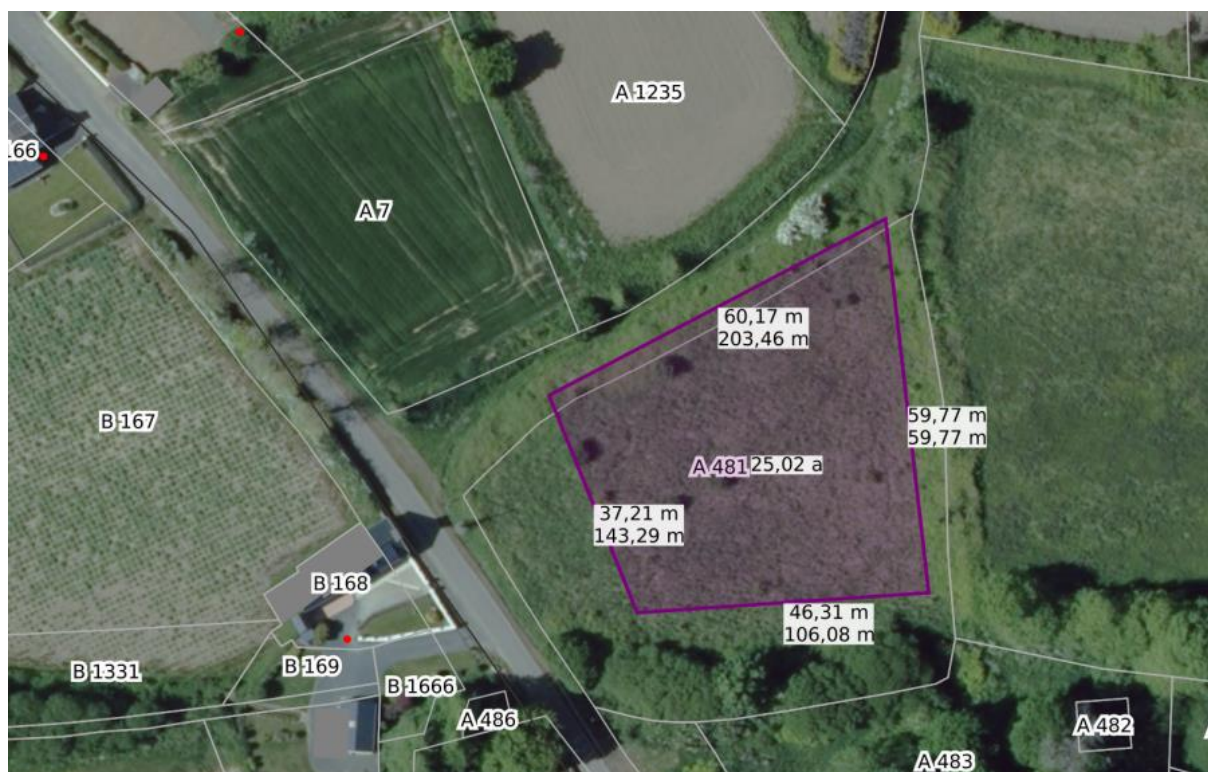 A 1235
166
A 7
60,17 m
203,46 m
B 167
59,77 m
59,77 m
A 481
25,02 a
37,21 m
143,29 m
B 168
46,31 m
106,08 m
B 169
B 1331
B 1666
A 486
A 482
A 483